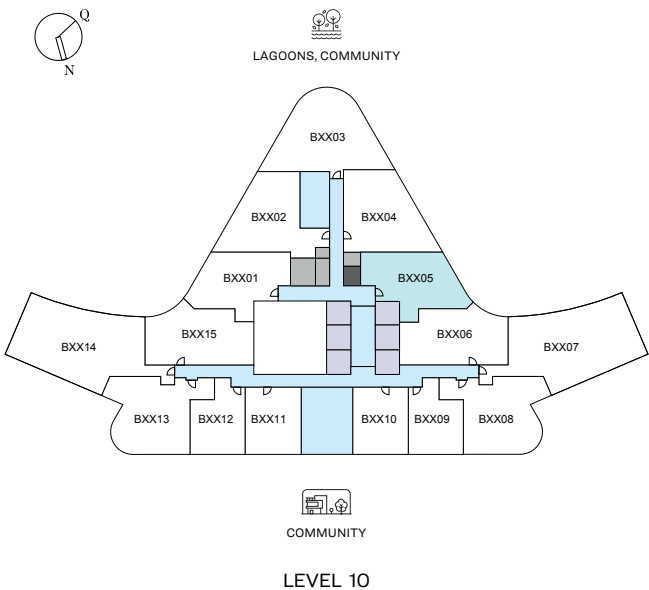 Q
N
LAGOONS, COMMUNITY
BXX03
BXX02
BXX04
BXX01
BXX05
BXX15
BXX06
BXX14
BXX07
BXX13
BXX12
BXX11
BXX10
BXX09
BXX08
COMMUNITY
LEVEL 10